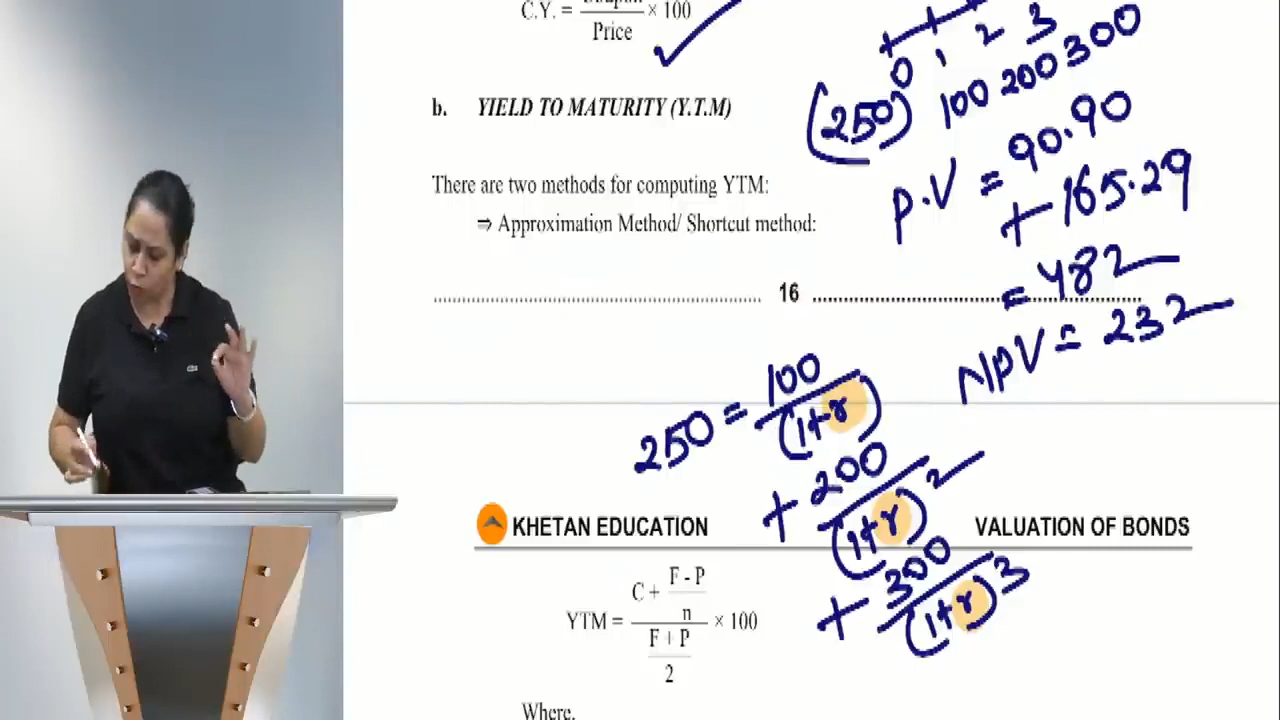 C.Y. = ――― × 100
Price
0 1 2 3
(250) 100 200 300
b. YIELD TO MATURITY (Y.T.M)
P.V = 90.90
+ 165.29
= 482
NPV = 232
There are two methods for computing YTM:
⇒ Approximation Method/ Shortcut method:
16
250 = 100
(1+r)
+ 200
(1+r)2
+ 300
(1+r)3
KHETAN EDUCATION
VALUATION OF BONDS
F - P
C +
n
YTM = ――― × 100
F + P
2
Where,